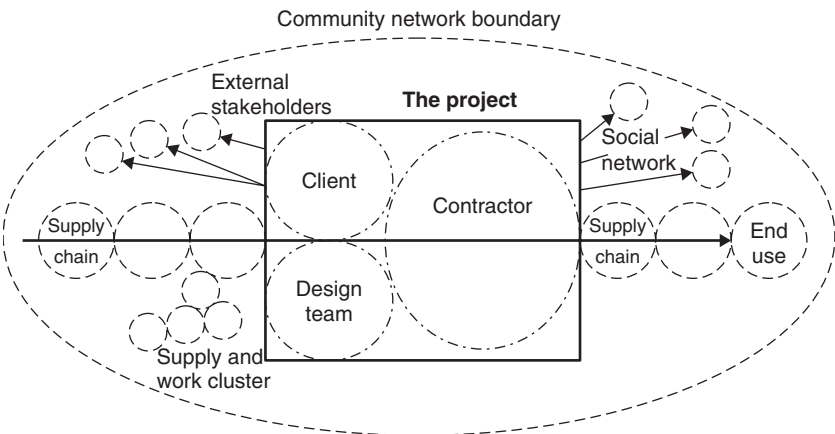 Community network boundary
External
stakeholders
The project
Social
network
Client
Contractor
Supply
chain
Supply
chain
End
use
Design
team
Supply and
work cluster